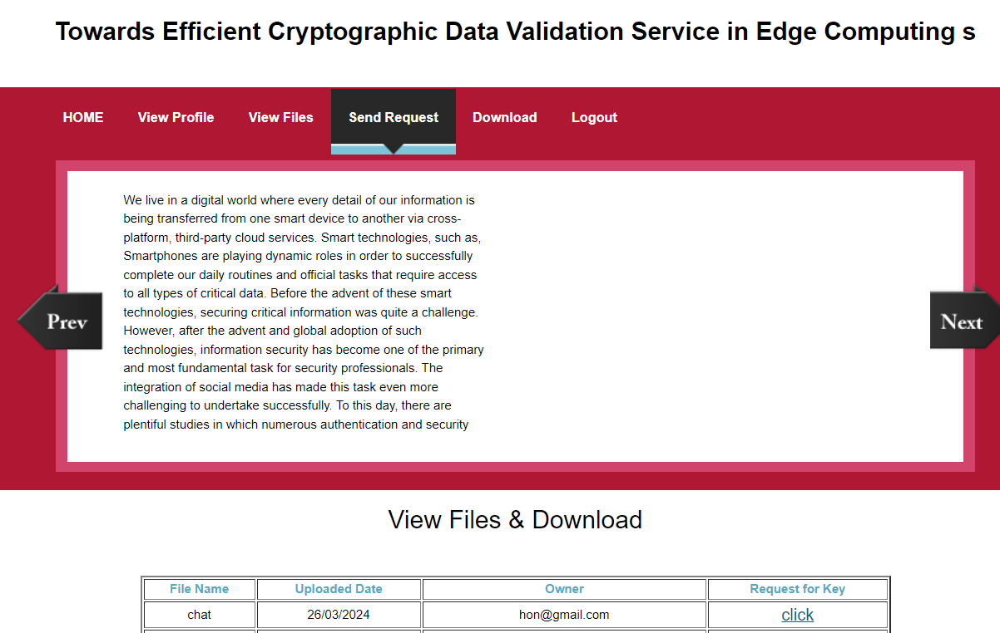 Towards Efficient Cryptographic Data Validation Service in Edge Computing s
HOME View Profile View Files Send Request Download Logout
We live in a digital world where every detail of our information is
being transferred from one smart device to another via cross-
platform, third-party cloud services. Smart technologies, such as,
Smartphones are playing dynamic roles in order to successfully
complete our daily routines and official tasks that require access
to all types of critical data. Before the advent of these smart
technologies, securing critical information was quite a challenge.
However, after the advent and global adoption of such
technologies, information security has become one of the primary
and most fundamental task for security professionals. The
integration of social media has made this task even more
challenging to undertake successfully. To this day, there are
plentiful studies in which numerous authentication and security
Prev
Next
View Files & Download
File Name Uploaded Date Owner Request for Key
chat 26/03/2024 hon@gmail.com click